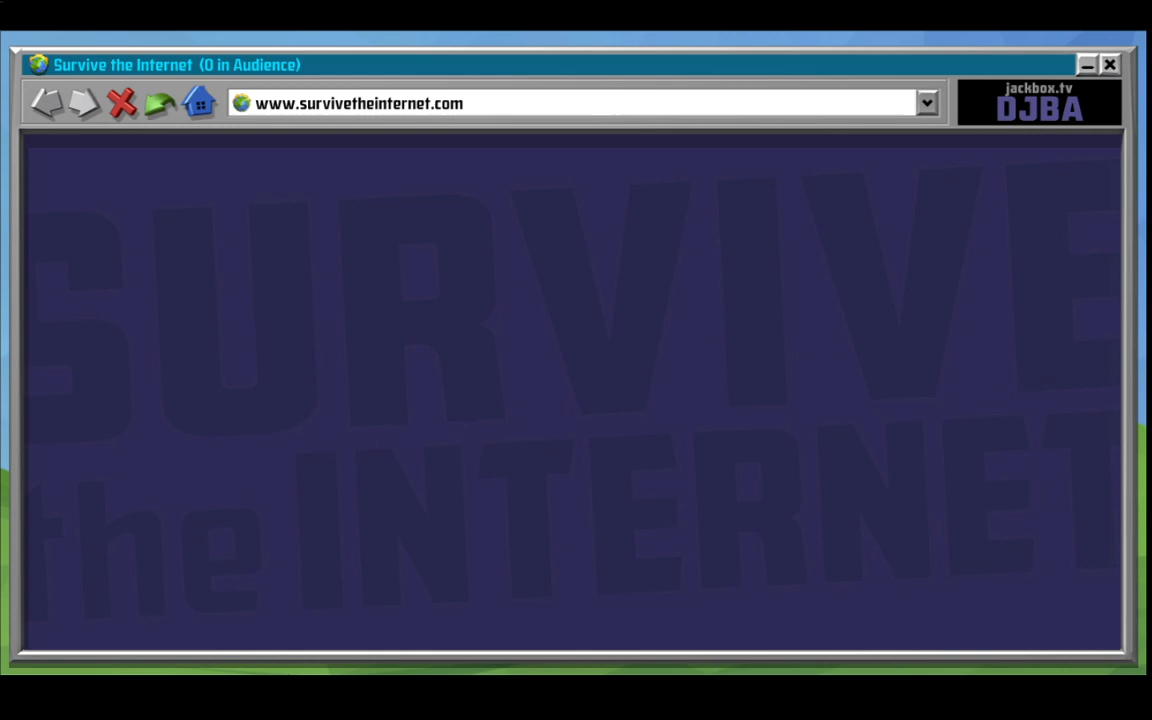 Survive the Internet (0 in Audience)
www.survivetheinternet.com
jackbox.tv
DJBA
SURVIVE
the INTERNET